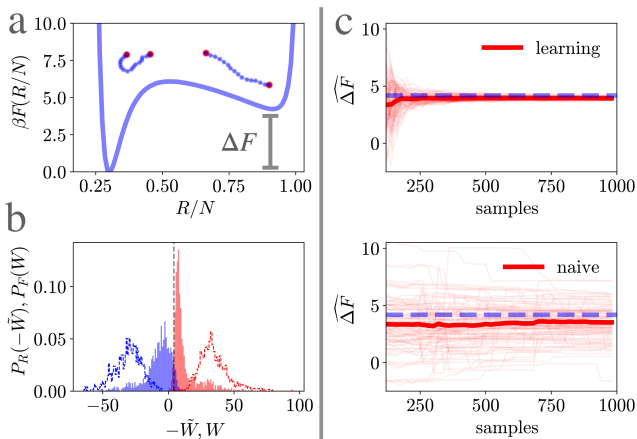 a
10.0
7.5
5.0
2.5
0.0
βF(R/N)
ΔF
0.25 0.50 0.75 1.00
R/N
b
0.10
0.05
0.00
P_R(−W̃), P_F(W)
−50 0 50 100
−W̃, W
c
10
5
0
\widehat{ΔF}
learning
250 500 750 1000
samples
10
5
0
\widehat{ΔF}
naive
250 500 750 1000
samples